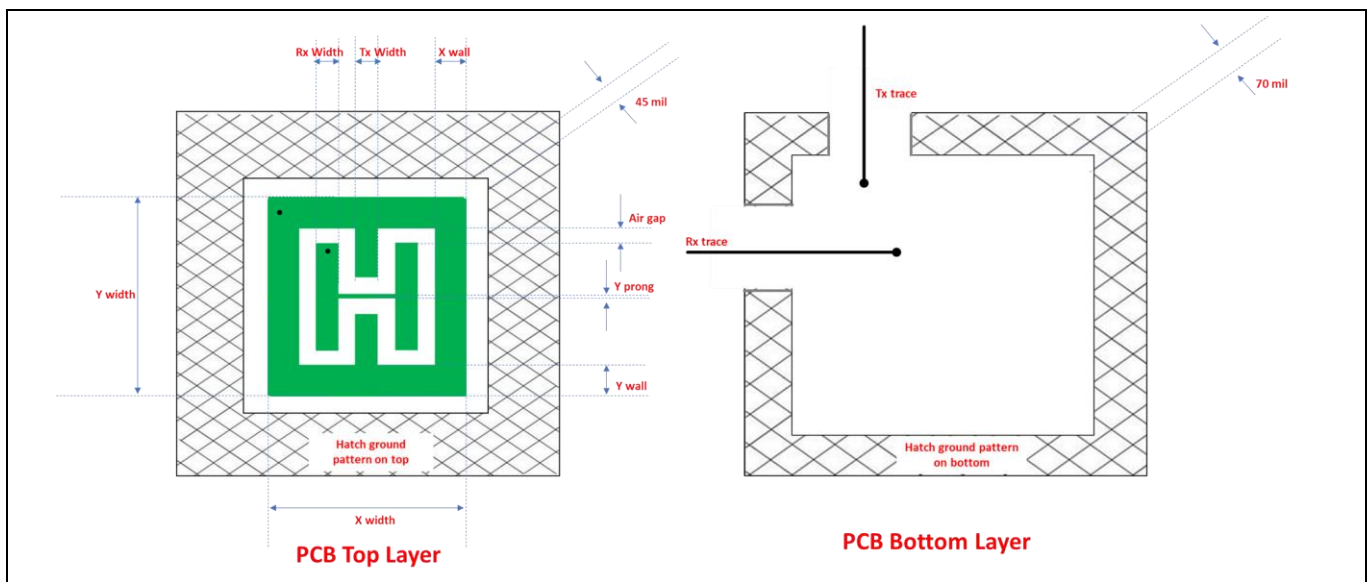 Rx Width
Tx Width
X wall
45 mil
Air gap
Y prong
Y width
Y wall
Hatch ground
pattern on top
X width
PCB Top Layer
Tx trace
70 mil
Rx trace
Hatch ground pattern
on bottom
PCB Bottom Layer